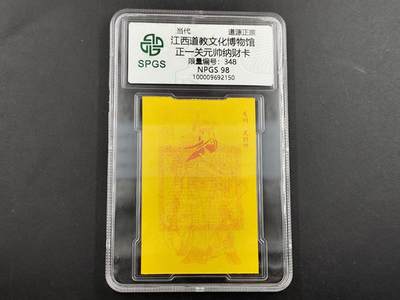 当代
道源正宗
江西道教文化博物馆
正一关元帅纳财卡
限量编号：348
NPGS 98
100009692150
SPGS